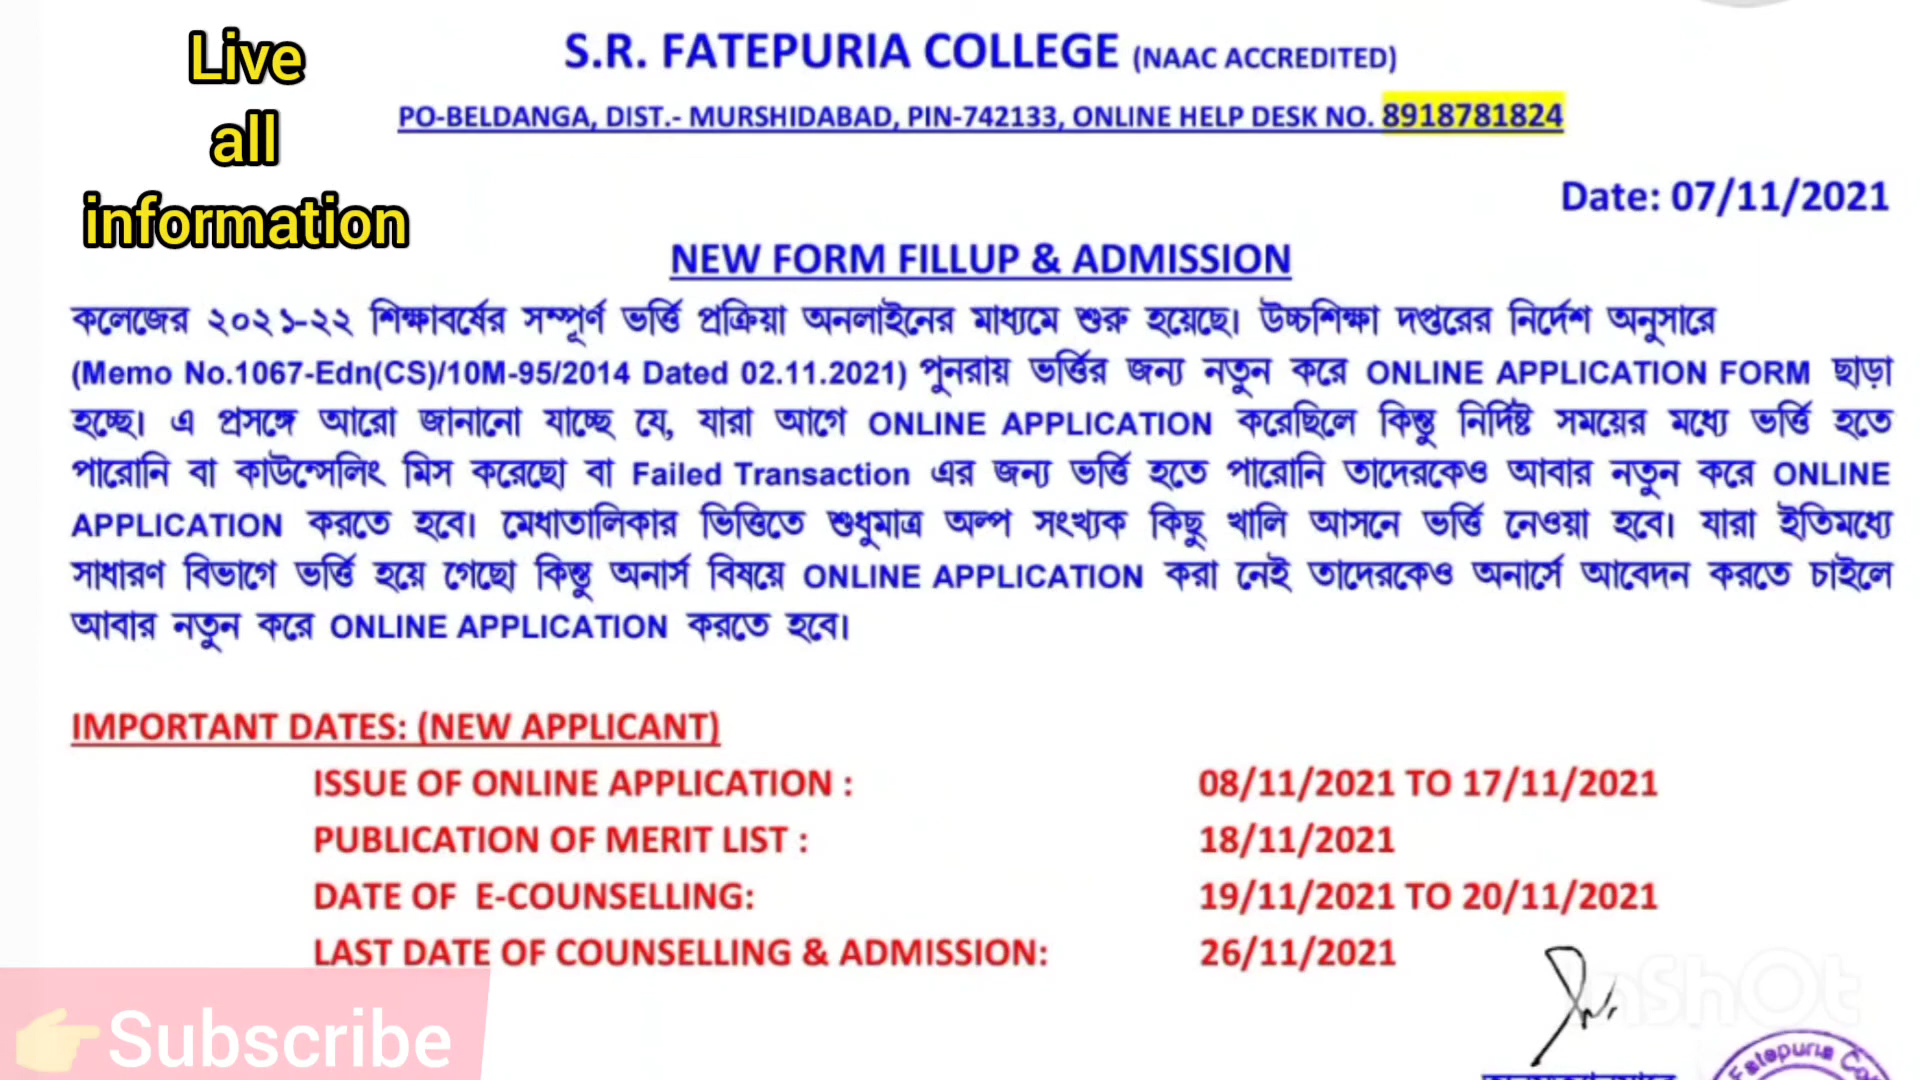 Live
all
information
S.R. FATEPURIA COLLEGE (NAAC ACCREDITED)
PO-BELDANGA, DIST.- MURSHIDABAD, PIN-742133, ONLINE HELP DESK NO. 8918781824
Date: 07/11/2021
NEW FORM FILLUP & ADMISSION
কলেজের ২০২১-২২ শিক্ষাবর্ষের সম্পূর্ণ ভর্ত্তি প্রক্রিয়া অনলাইনের মাধ্যমে শুরু হয়েছে। উচ্চশিক্ষা দপ্তরের নির্দেশ অনুসারে
(Memo No.1067-Edn(CS)/10M-95/2014 Dated 02.11.2021) পুনরায় ভর্ত্তির জন্য নতুন করে ONLINE APPLICATION FORM ছাড়া
হচ্ছে। এ প্রসঙ্গে আরো জানানো যাচ্ছে যে, যারা আগে ONLINE APPLICATION করেছিলে কিন্তু নির্দিষ্ট সময়ের মধ্যে ভর্ত্তি হতে
পারোনি বা কাউন্সেলিং মিস করেছো বা Failed Transaction এর জন্য ভর্ত্তি হতে পারোনি তাদেরকেও আবার নতুন করে ONLINE
APPLICATION করতে হবে। মেধাতালিকার ভিত্তিতে শুধুমাত্র অল্প সংখ্যক কিছু খালি আসনে ভর্ত্তি নেওয়া হবে। যারা ইতিমধ্যে
সাধারণ বিভাগে ভর্ত্তি হয়ে গেছো কিন্তু অনার্স বিষয়ে ONLINE APPLICATION করা নেই তাদেরকেও অনার্সে আবেদন করতে চাইলে
আবার নতুন করে ONLINE APPLICATION করতে হবে।
IMPORTANT DATES: (NEW APPLICANT)
ISSUE OF ONLINE APPLICATION : 08/11/2021 TO 17/11/2021
PUBLICATION OF MERIT LIST : 18/11/2021
DATE OF E-COUNSELLING: 19/11/2021 TO 20/11/2021
LAST DATE OF COUNSELLING & ADMISSION: 26/11/2021
InShOt
Subscribe
Fatepuria